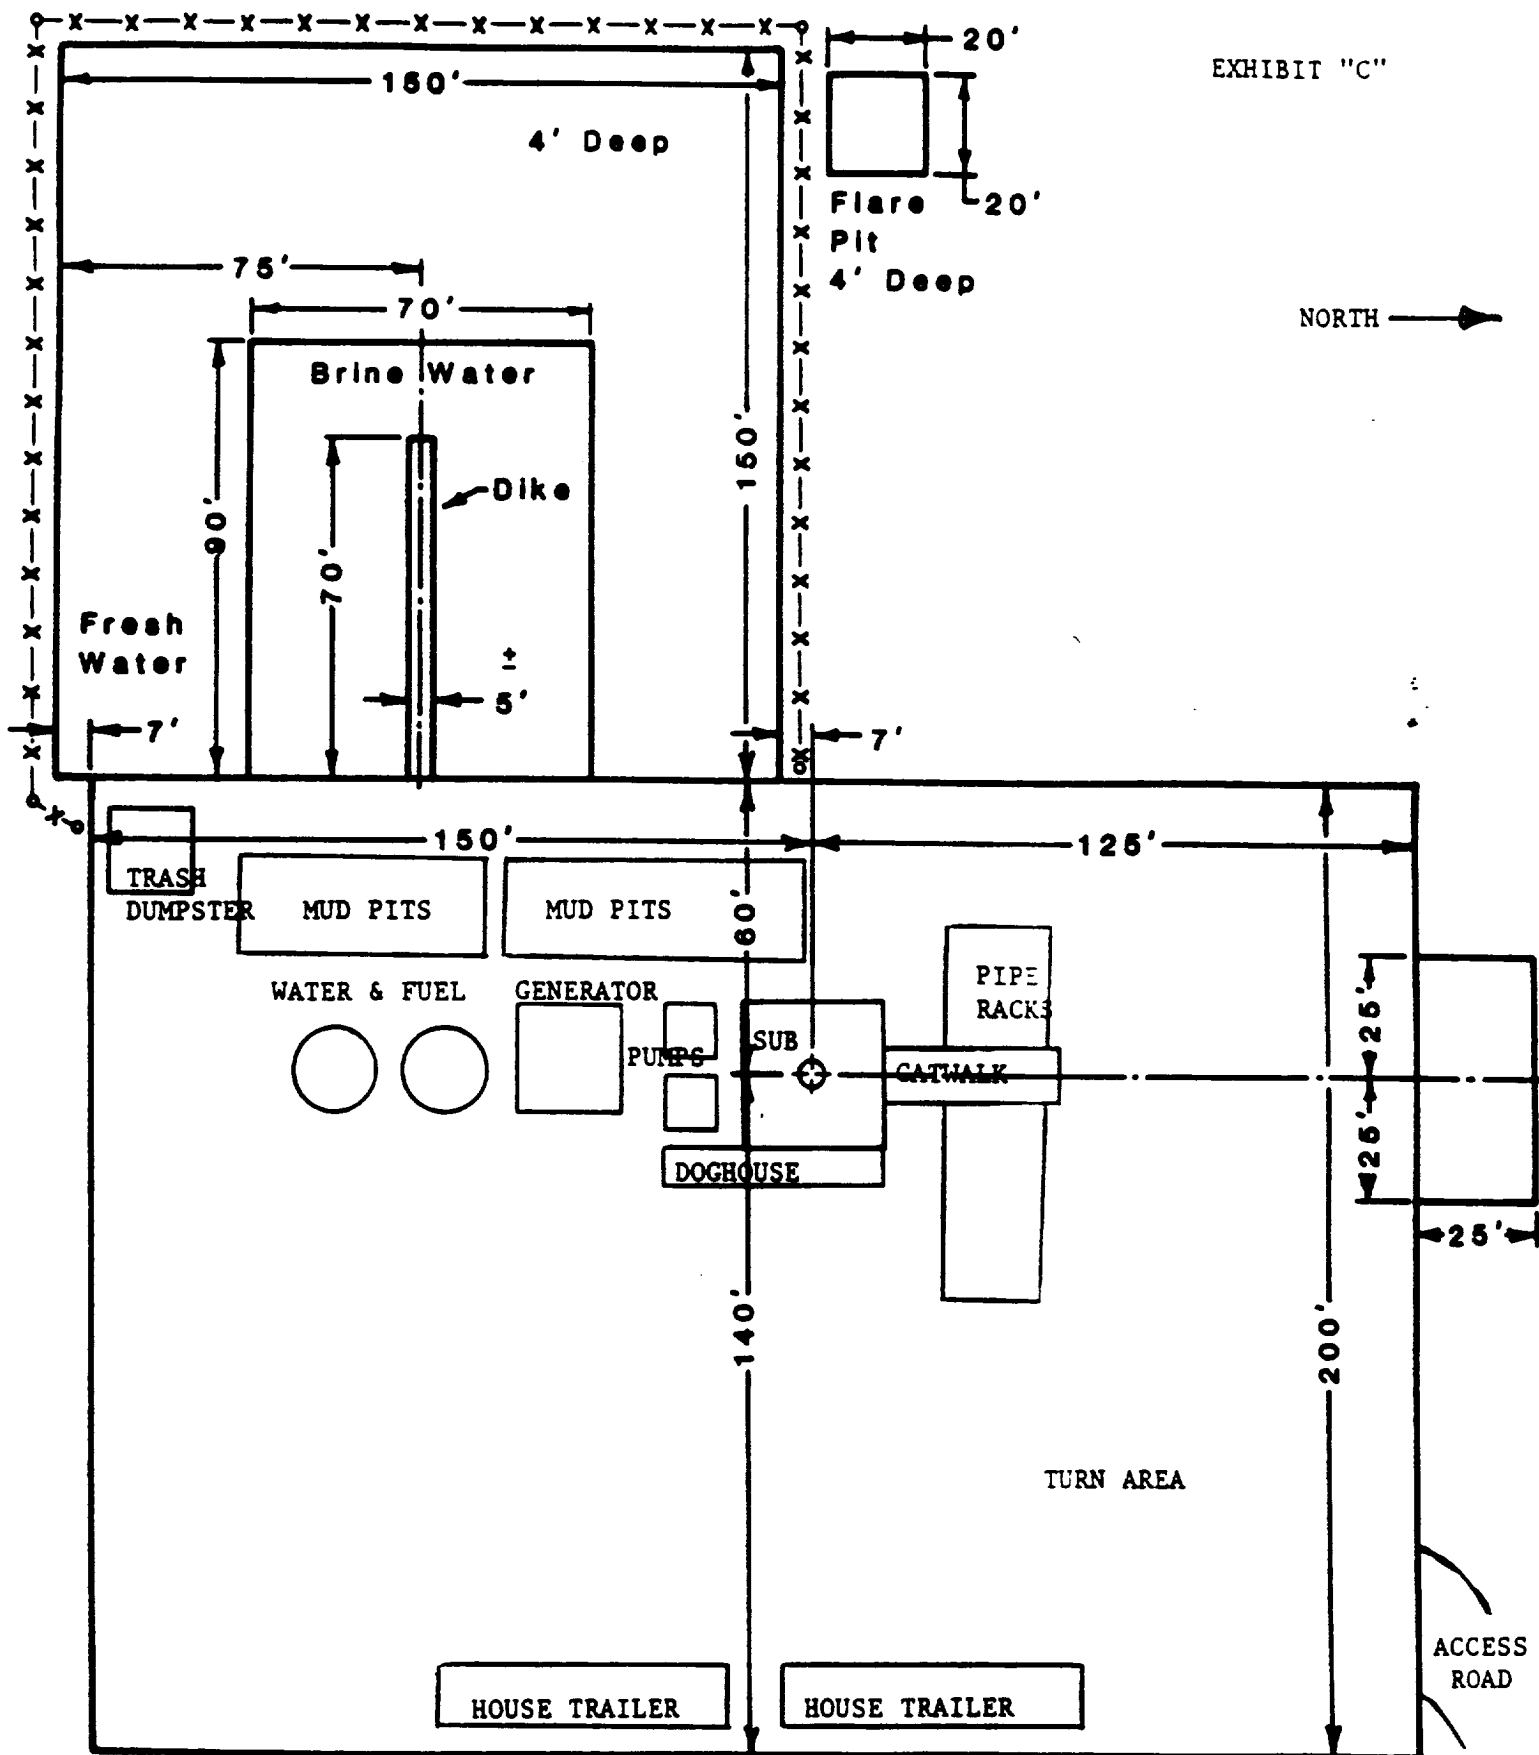 EXHIBIT "C"
20'
150'
4' Deep
20'
Flare
Pit
4' Deep
75'
70'
NORTH
Brine Water
150'
Dike
90'
70'
Fresh
Water
±
5'
7'
7'
150'
125'
TRASH
DUMPSTER
MUD PITS
MUD PITS
60'
WATER & FUEL
GENERATOR
PIPE
RACKS
25'
SUB
PUMPS
CATWALK
25'
DOGHOUSE
25'
140'
200'
TURN AREA
ACCESS
ROAD
HOUSE TRAILER
HOUSE TRAILER